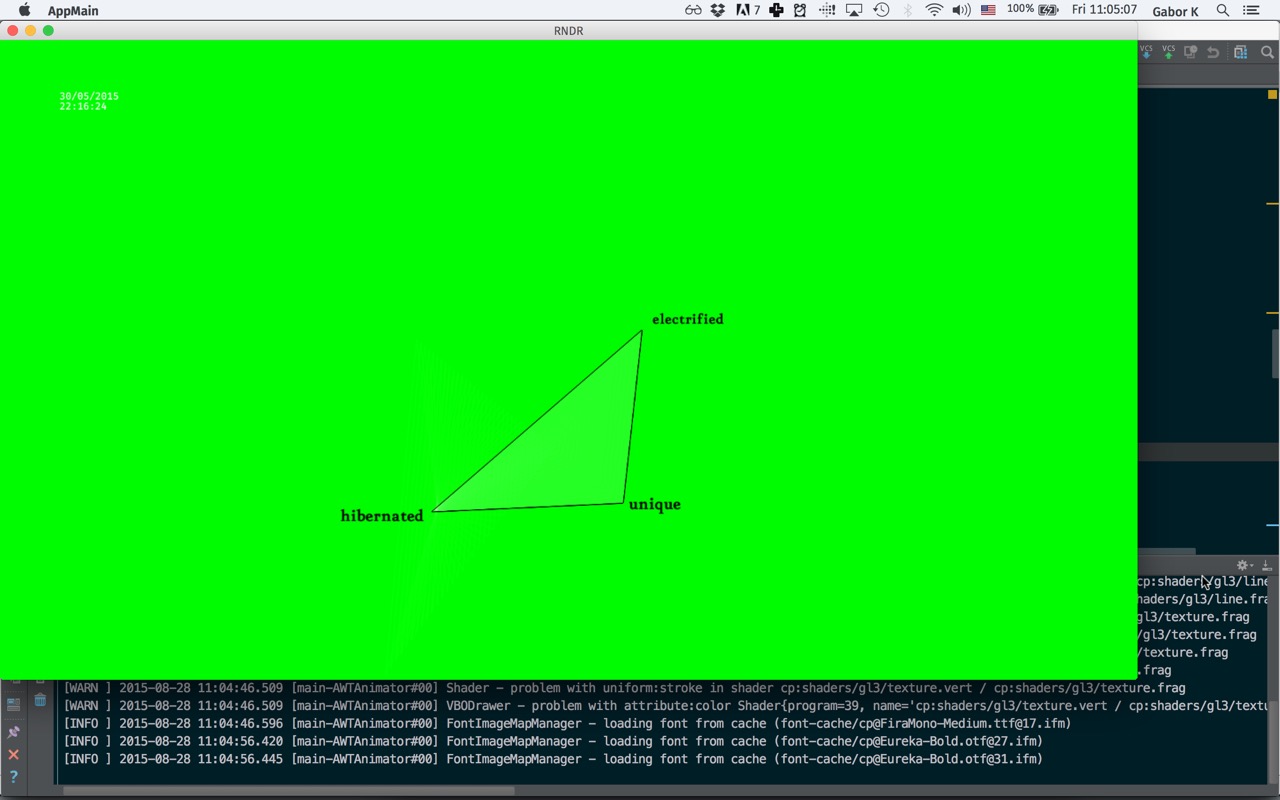 AppMain
7
100%
Fri 11:05:07
Gabor K
RNDR
VCS
VCS
30/05/2015
22:16:24
electrified
hibernated
unique
cp:shaders/gl3/line
haders/gl3/line.fra
gl3/texture.frag
/gl3/texture.frag
/texture.frag
.frag
[WARN ] 2015-08-28 11:04:46.509 [main-AWTAnimator#00] Shader – problem with uniform:stroke in shader cp:shaders/gl3/texture.vert / cp:shaders/gl3/texture.frag
[WARN ] 2015-08-28 11:04:46.509 [main-AWTAnimator#00] VBODrawer – problem with attribute:color Shader{program=39, name='cp:shaders/gl3/texture.vert / cp:shaders/gl3/textu
[INFO ] 2015-08-28 11:04:46.596 [main-AWTAnimator#00] FontImageMapManager – loading font from cache (font-cache/cp@FiraMono-Medium.ttf@17.ifm)
[INFO ] 2015-08-28 11:04:56.420 [main-AWTAnimator#00] FontImageMapManager – loading font from cache (font-cache/cp@Eureka-Bold.otf@27.ifm)
[INFO ] 2015-08-28 11:04:56.445 [main-AWTAnimator#00] FontImageMapManager – loading font from cache (font-cache/cp@Eureka-Bold.otf@31.ifm)
?